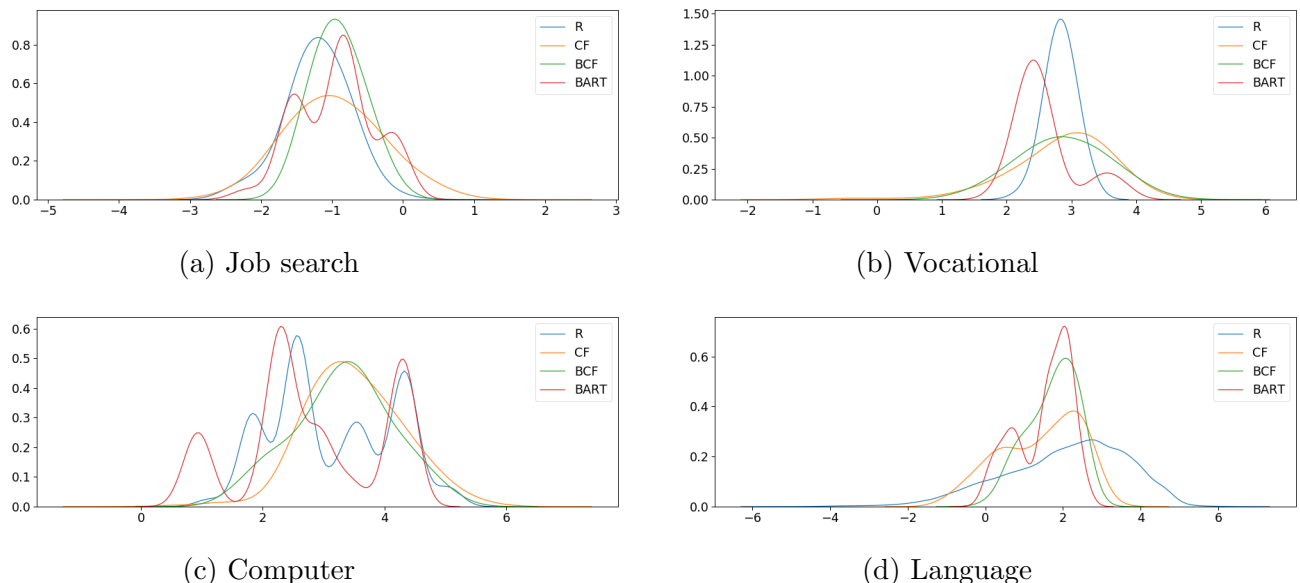 0.8
0.6
0.4
0.2
0.0
R
CF
BCF
BART
−5 −4 −3 −2 −1 0 1 2 3
(a) Job search
1.50
1.25
1.00
0.75
0.50
0.25
0.00
R
CF
BCF
BART
−2 −1 0 1 2 3 4 5 6
(b) Vocational
0.6
0.5
0.4
0.3
0.2
0.1
0.0
R
CF
BCF
BART
0 2 4 6
(c) Computer
0.6
0.4
0.2
0.0
R
CF
BCF
BART
−6 −4 −2 0 2 4 6
(d) Language